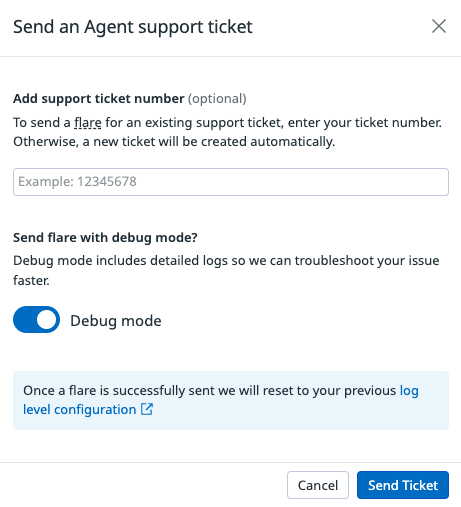 Send an Agent support ticket
Add support ticket number (optional)
To send a flare for an existing support ticket, enter your ticket number.
Otherwise, a new ticket will be created automatically.
Example: 12345678
Send flare with debug mode?
Debug mode includes detailed logs so we can troubleshoot your issue
faster.
Debug mode
Once a flare is successfully sent we will reset to your previous log
level configuration
Cancel
Send Ticket